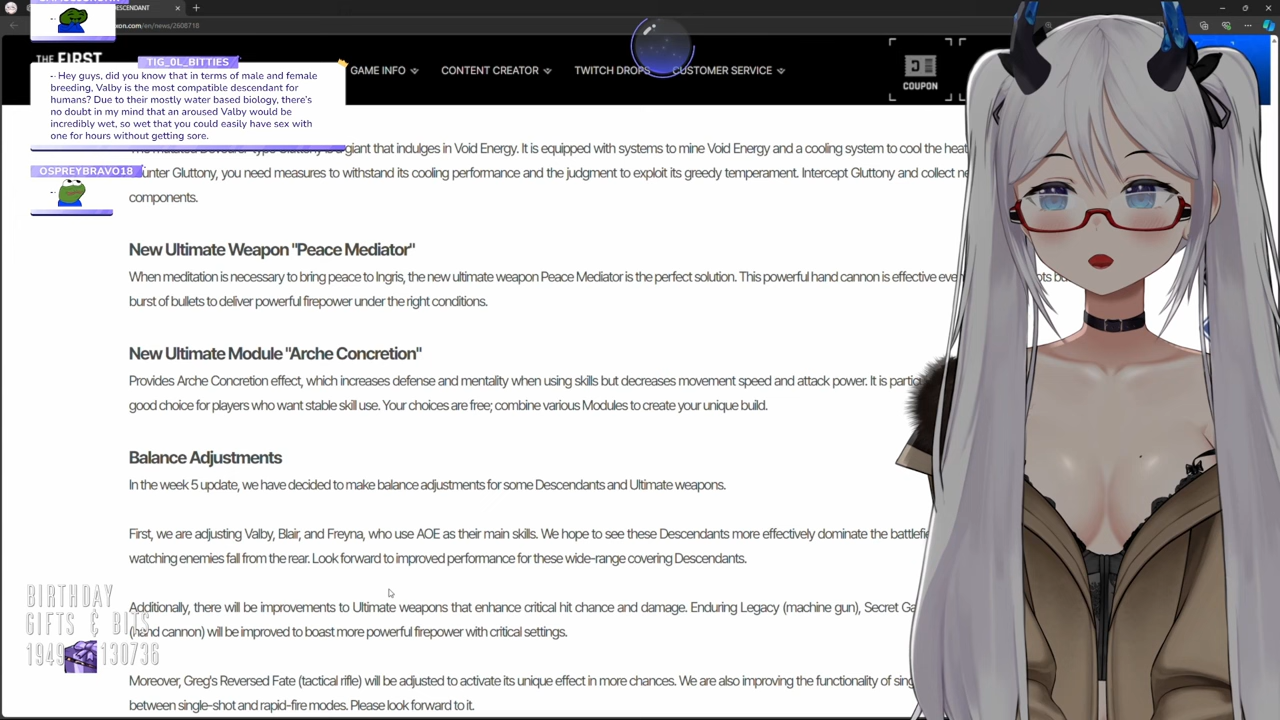 DESCENDANT
xon.com/en/news/2608718
THE FIRST
GAME INFO
CONTENT CREATOR
TWITCH DROPS
CUSTOMER SERVICE
COUPON
TIG_0L_BITTIES
Hey guys, did you know that in terms of male and female
breeding, Valby is the most compatible descendant for
humans? Due to their mostly water based biology, there's
no doubt in my mind that an aroused Valby would be
incredibly wet, so wet that you could easily have sex with
one for hours without getting sore.
OSPREYBRAVO18
giant that indulges in Void Energy. It is equipped with systems to mine Void Energy and a cooling system to cool the heat
Gluttony, you need measures to withstand its cooling performance and the judgment to exploit its greedy temperament. Intercept Gluttony and collect
components.
New Ultimate Weapon "Peace Mediator"
When meditation is necessary to bring peace to Ingris, the new ultimate weapon Peace Mediator is the perfect solution. This powerful hand cannon is effective
burst of bullets to deliver powerful firepower under the right conditions.
New Ultimate Module "Arche Concretion"
Provides Arche Concretion effect, which increases defense and mentality when using skills but decreases movement speed and attack power. It is
good choice for players who want stable skill use. Your choices are free; combine various Modules to create your unique build.
Balance Adjustments
In the week 5 update, we have decided to make balance adjustments for some Descendants and Ultimate weapons.
First, we are adjusting Valby, Blair, and Freyna, who use AOE as their main skills. We hope to see these Descendants more effectively dominate the
watching enemies fall from the rear. Look forward to improved performance for these wide-range covering Descendants.
Additionally, there will be improvements to Ultimate weapons that enhance critical hit chance and damage. Enduring Legacy (machine gun), Secret
(hand cannon) will be improved to boast more powerful firepower with critical settings.
Moreover, Greg's Reversed Fate (tactical rifle) will be adjusted to activate its unique effect in more chances. We are also improving the functionality of
between single-shot and rapid-fire modes. Please look forward to it.
BIRTHDAY
GIFTS & BITS
1949 130736